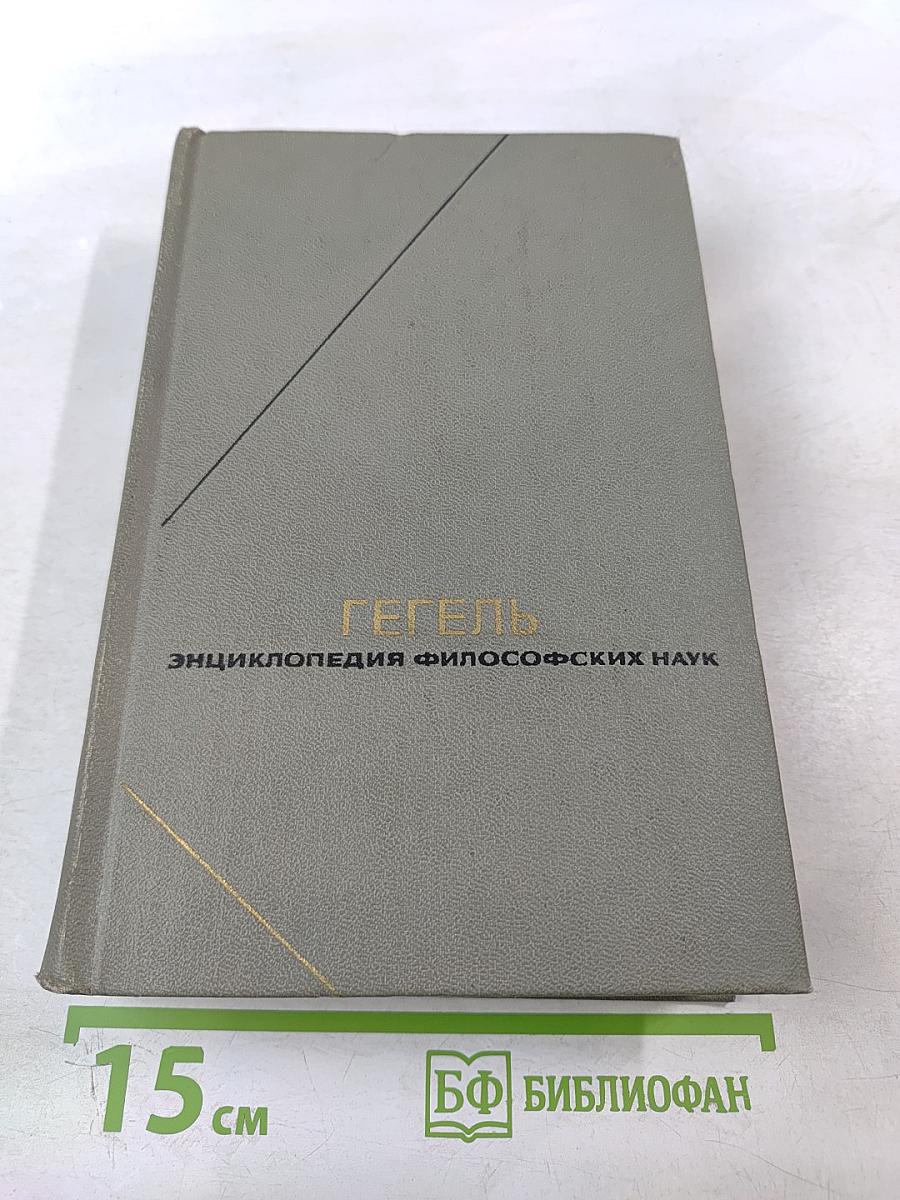 ГЕГЕЛЬ
ЭНЦИКЛОПЕДИЯ ФИЛОСОФСКИХ НАУК
15 см
БФ БИБЛИОФАН